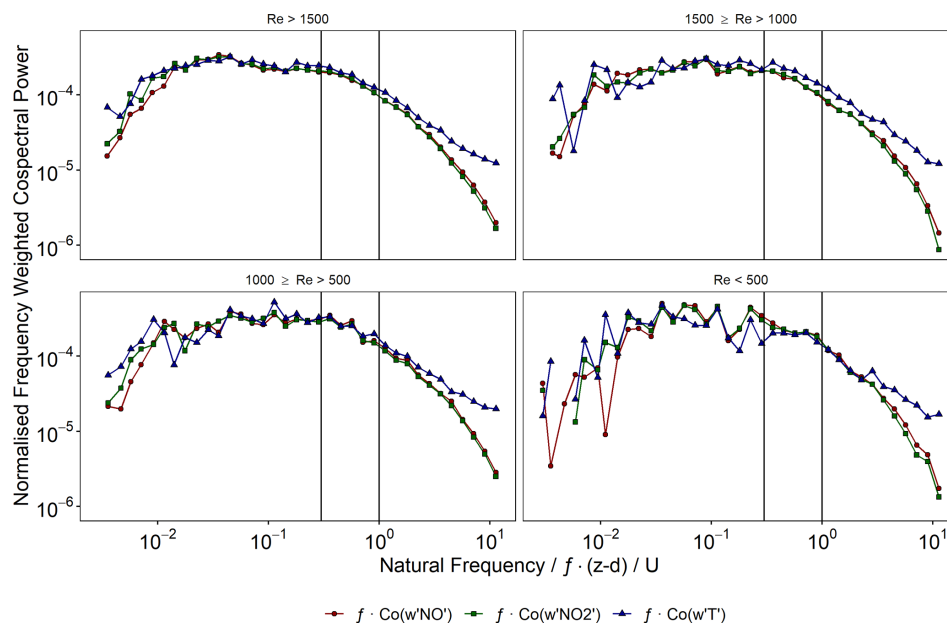 Re > 1500
1500 ≥ Re > 1000
Normalised Frequency Weighted Cospectral Power
10⁻⁴
10⁻⁵
10⁻⁶
1000 ≥ Re > 500
Re < 500
10⁻⁴
10⁻⁵
10⁻⁶
10⁻² 10⁻¹ 10⁰ 10¹ 10⁻² 10⁻¹ 10⁰ 10¹
Natural Frequency / ƒ · (z-d) / U
ƒ · Co(w'NO') ƒ · Co(w'NO2') ƒ · Co(w'T')